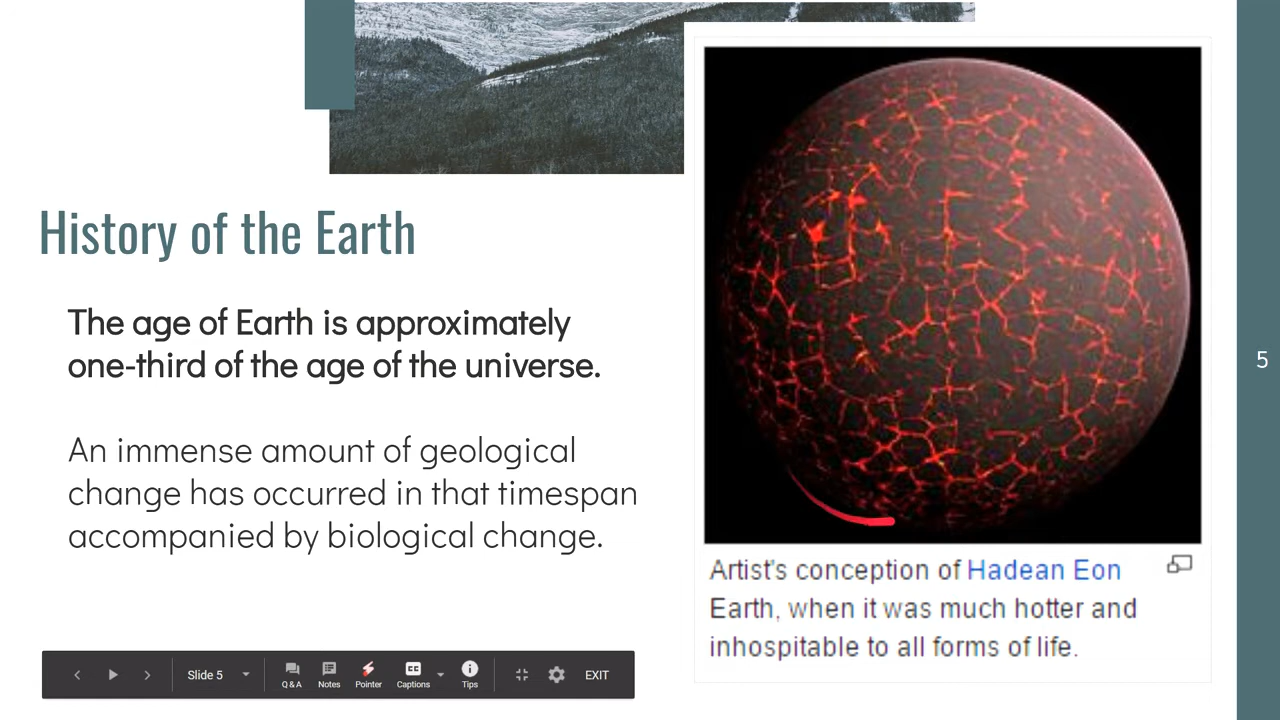 History of the Earth
The age of Earth is approximately
one-third of the age of the universe.
An immense amount of geological
change has occurred in that timespan
accompanied by biological change.
Artist's conception of Hadean Eon
Earth, when it was much hotter and
inhospitable to all forms of life.
5
Slide 5
Q & A
Notes
Pointer
CC
Captions
Tips
EXIT